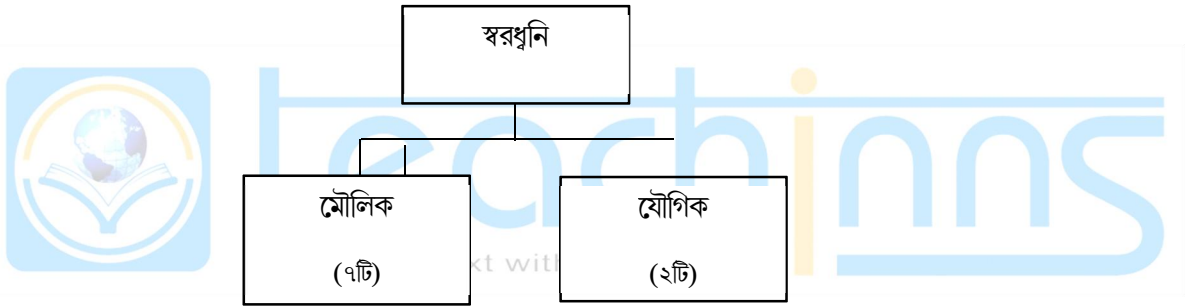 স্বরধ্বনি
teachinns
মৌলিক
যৌগিক
(৭টি)
xt with
(২টি)